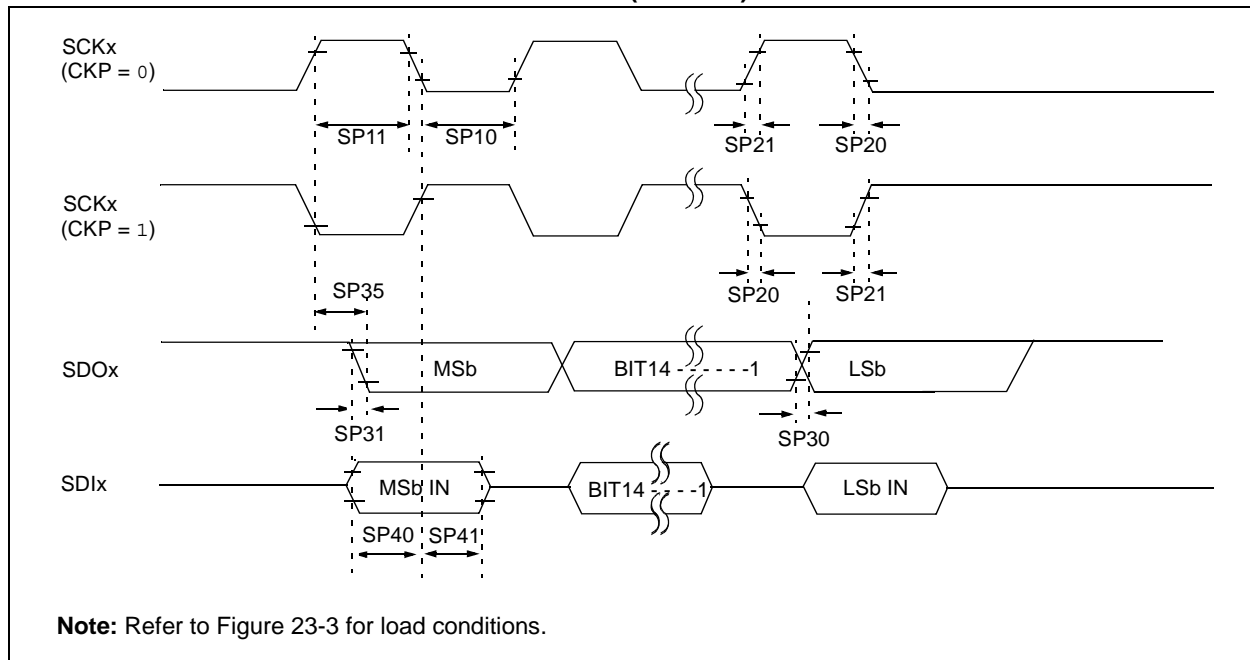 SCKx
(CKP = 0)
SP11
SP10
SP21
SP20
SCKx
(CKP = 1)
SP35
SP20
SP21
SDOx
MSb
BIT14 - - - - - - -1
LSb
SP31
SP30
SDIx
MSb IN
BIT14 - - - - -1
LSb IN
SP40
SP41
Note: Refer to Figure 23-3 for load conditions.